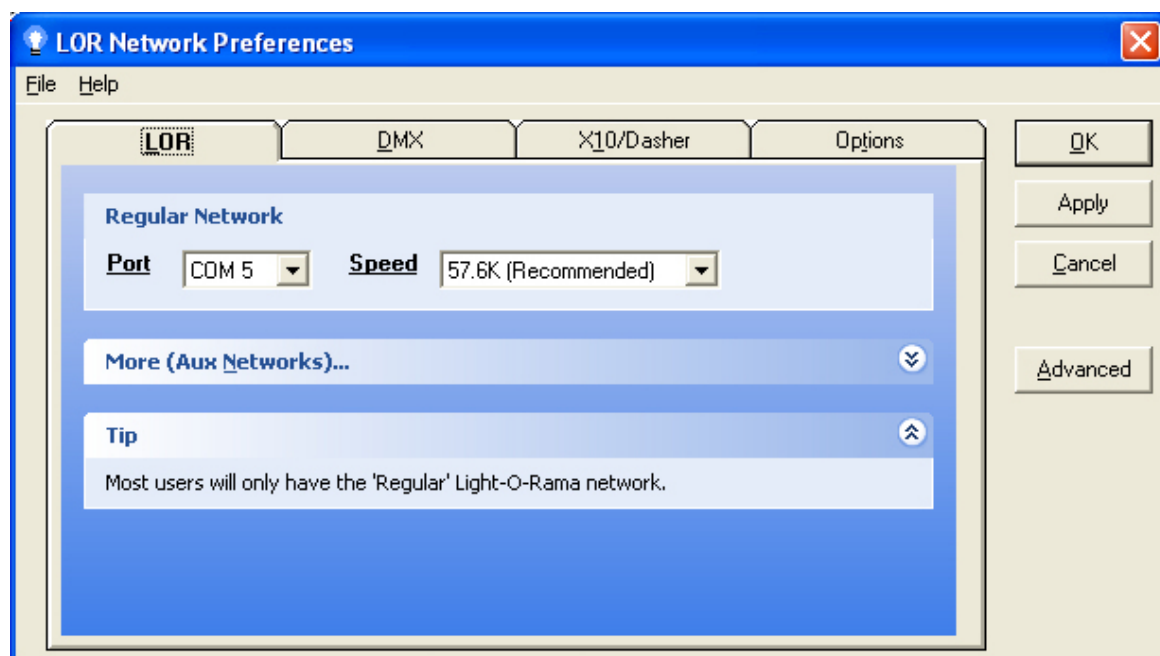 LOR Network Preferences
File Help
LOR DMX X10/Dasher Options
OK
Apply
Cancel
Advanced
Regular Network
Port COM 5 Speed 57.6K (Recommended)
More (Aux Networks)...
Tip
Most users will only have the 'Regular' Light-O-Rama network.